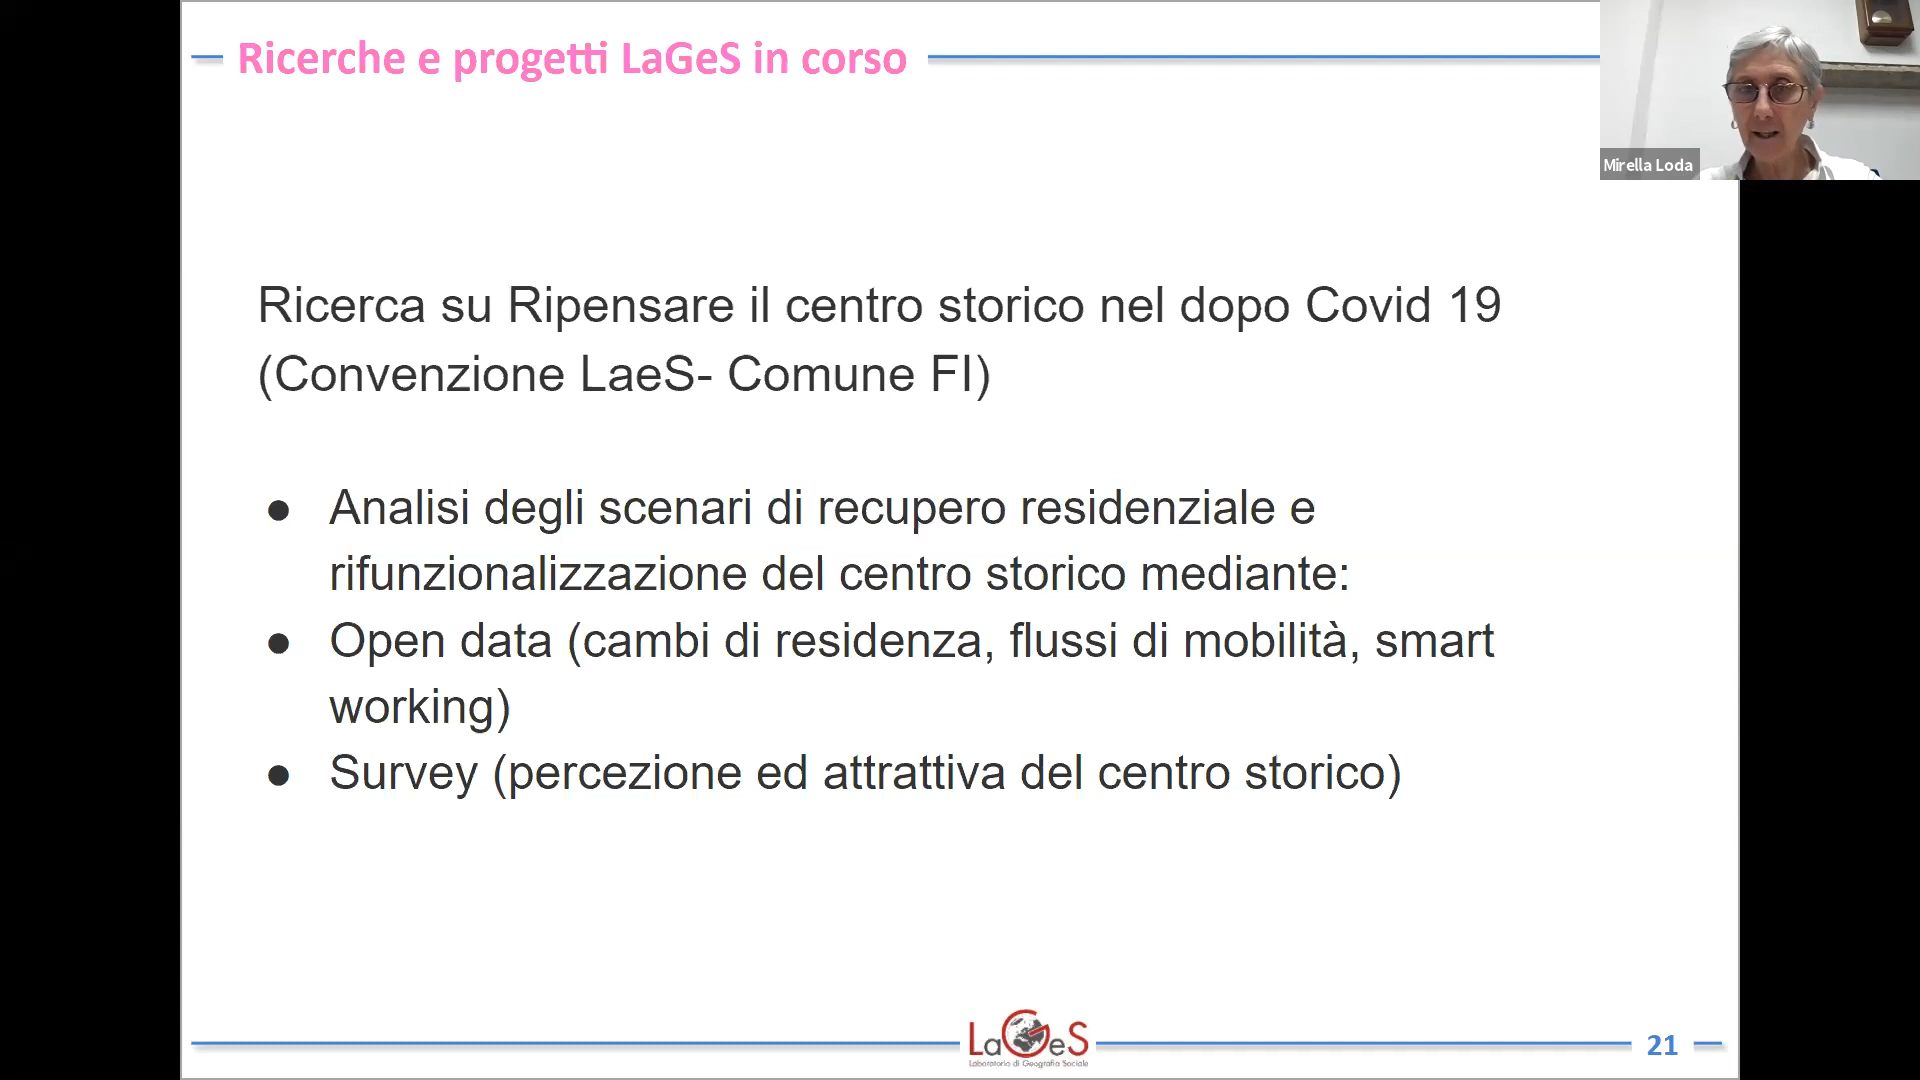 Ricerche e progetti LaGeS in corso
Mirella Loda
Ricerca su Ripensare il centro storico nel dopo Covid 19
(Convenzione LaeS- Comune FI)
● Analisi degli scenari di recupero residenziale e
rifunzionalizzazione del centro storico mediante:
● Open data (cambi di residenza, flussi di mobilità, smart
working)
● Survey (percezione ed attrattiva del centro storico)
LaGeS
Laboratorio di Geografia Sociale
21